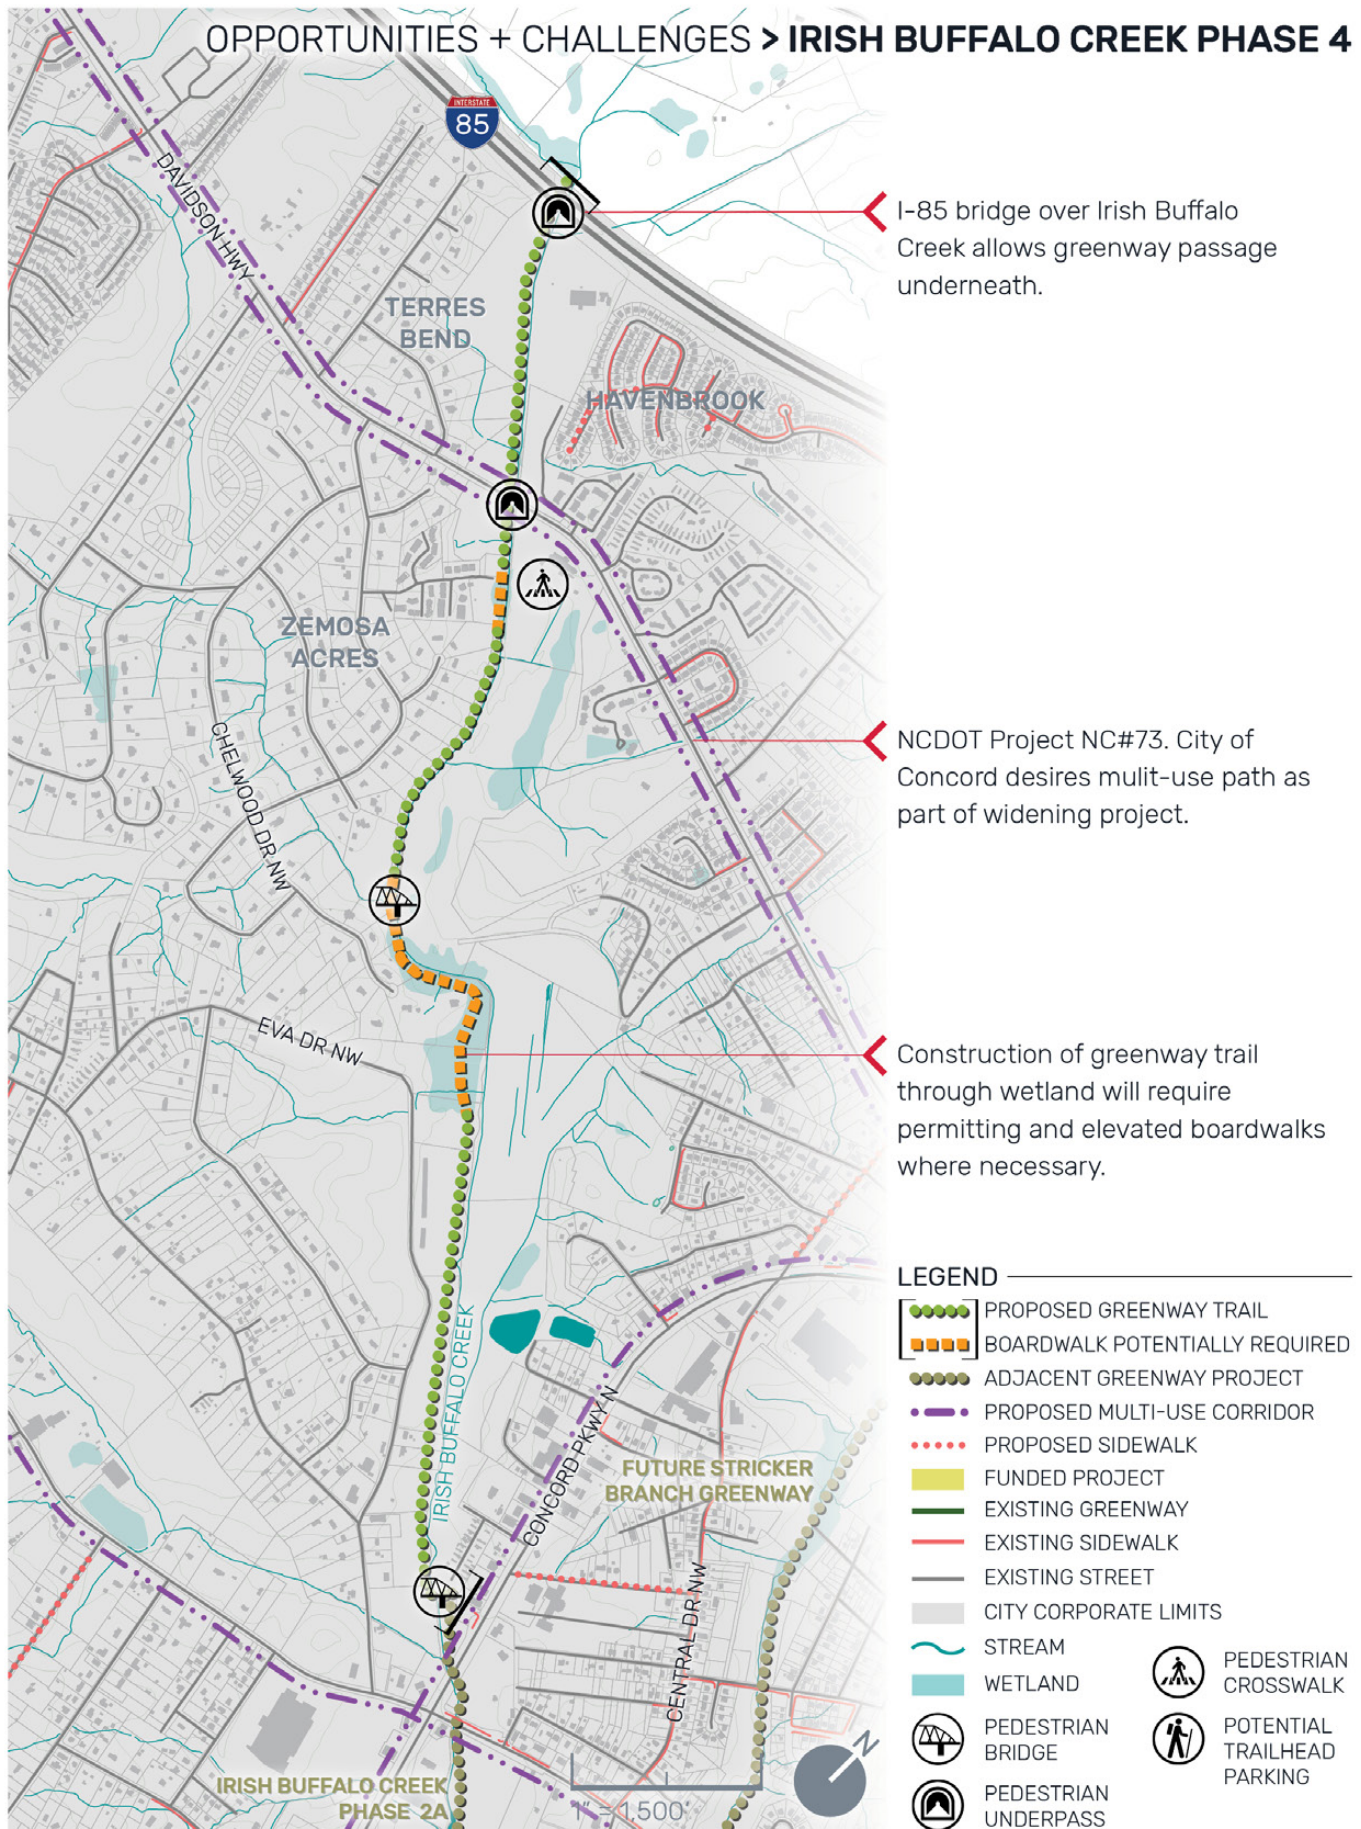 OPPORTUNITIES + CHALLENGES > IRISH BUFFALO CREEK PHASE 4
INTERSTATE
85
DAVIDSON HWY
I-85 bridge over Irish Buffalo
Creek allows greenway passage
underneath.
TERRES
BEND
HAVENBROOK
ZEMOSA
ACRES
CHELWOOD DR NW
NCDOT Project NC#73. City of
Concord desires mulit-use path as
part of widening project.
EVA DR NW
Construction of greenway trail
through wetland will require
permitting and elevated boardwalks
where necessary.
IRISH BUFFALO CREEK
CONCORD PKWY N
FUTURE STRICKER
BRANCH GREENWAY
CENTRAL DR NW
IRISH BUFFALO CREEK
PHASE 2A
1" = 1,500'
N
LEGEND
PROPOSED GREENWAY TRAIL
BOARDWALK POTENTIALLY REQUIRED
ADJACENT GREENWAY PROJECT
PROPOSED MULTI-USE CORRIDOR
PROPOSED SIDEWALK
FUNDED PROJECT
EXISTING GREENWAY
EXISTING SIDEWALK
EXISTING STREET
CITY CORPORATE LIMITS
STREAM
WETLAND
PEDESTRIAN
BRIDGE
PEDESTRIAN
UNDERPASS
PEDESTRIAN
CROSSWALK
POTENTIAL
TRAILHEAD
PARKING